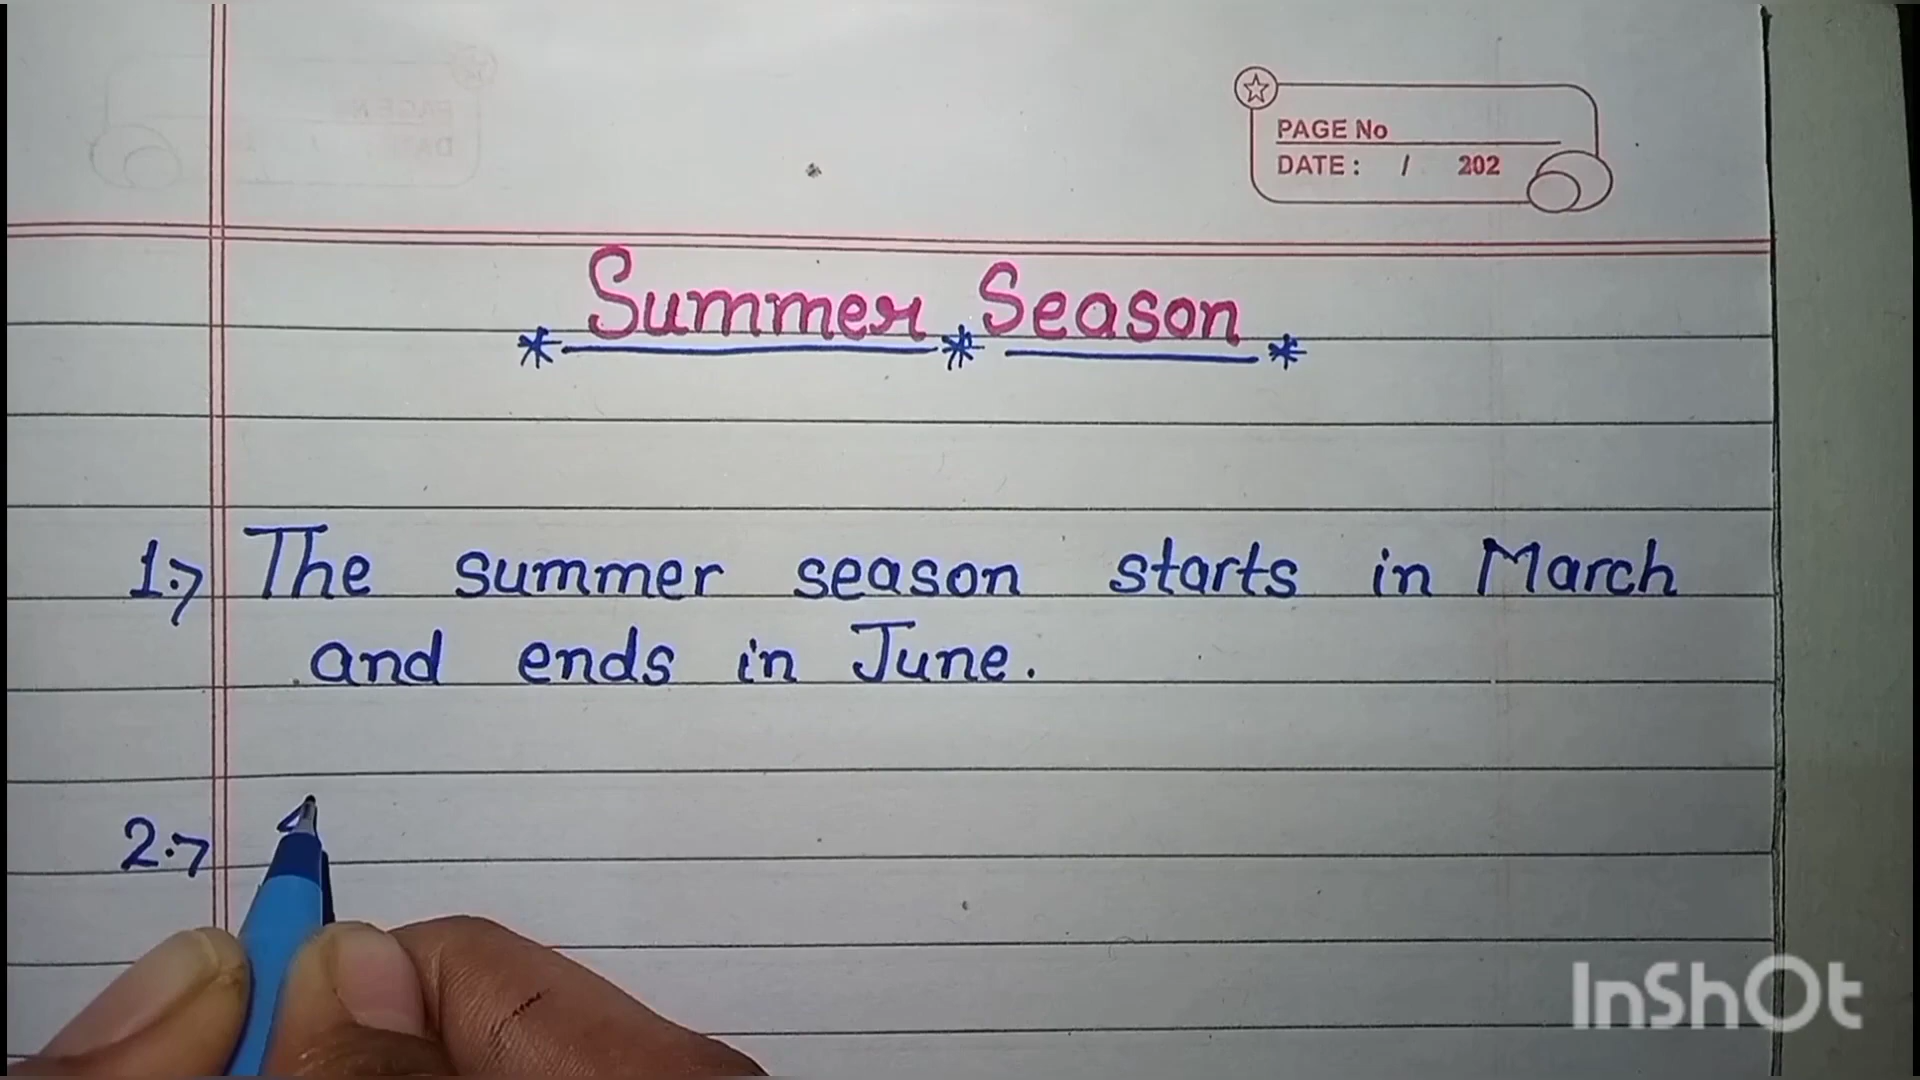 PAGE No
DATE : / 202
Summer Season
1.> The summer season starts in March
and ends in June.
2.>
InShOt